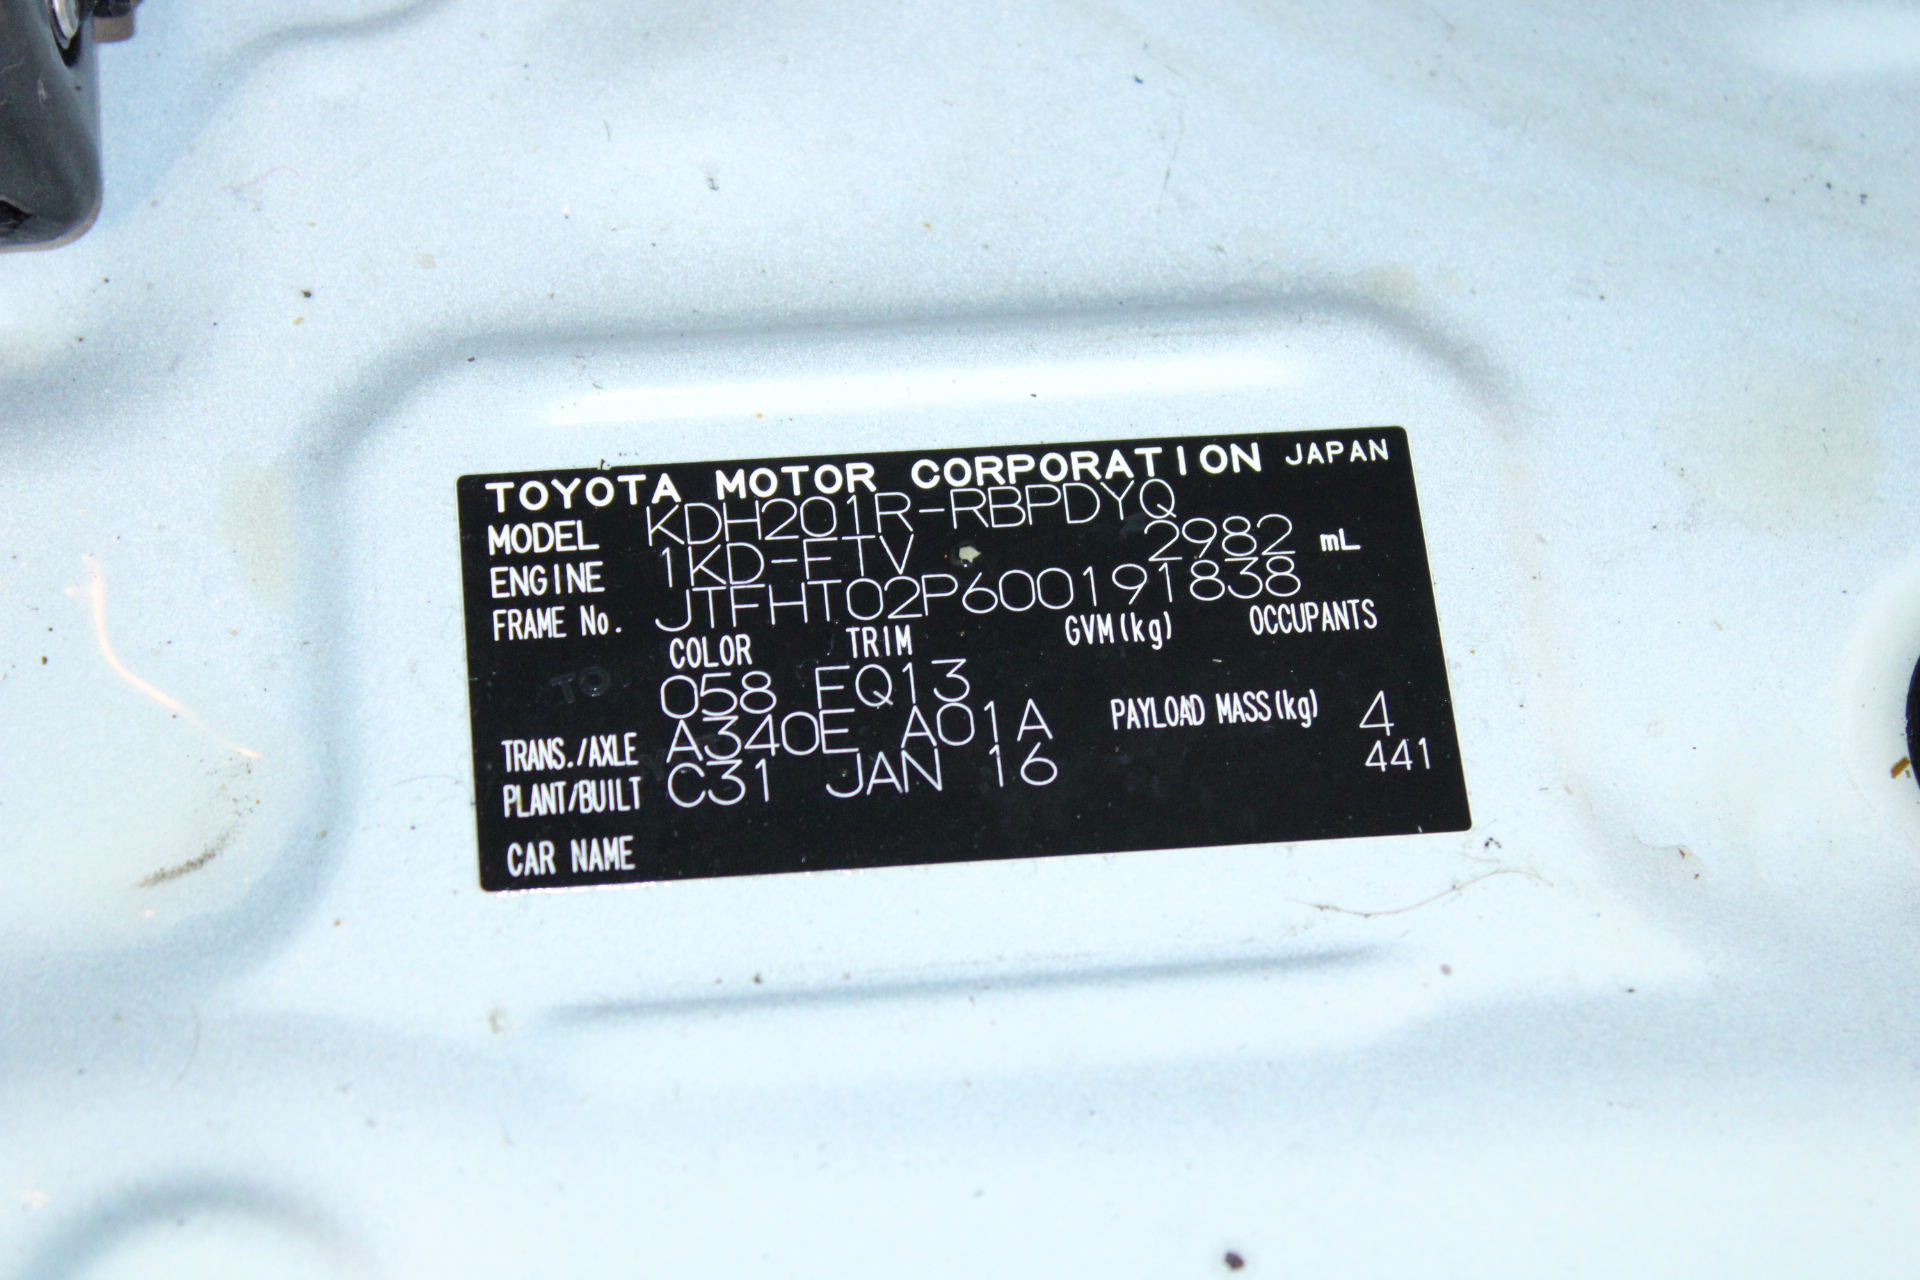 TOYOTA MOTOR CORPORATION JAPAN
MODEL KDH201R-RBPDYQ
ENGINE 1KD-FTV 2982 mL
FRAME No. JTFHT02P600191838
COLOR TRIM GVM(kg) OCCUPANTS
058 FQ13
TRANS./AXLE A340E A01A PAYLOAD MASS(kg) 4
PLANT/BUILT C31 JAN 16 441
CAR NAME